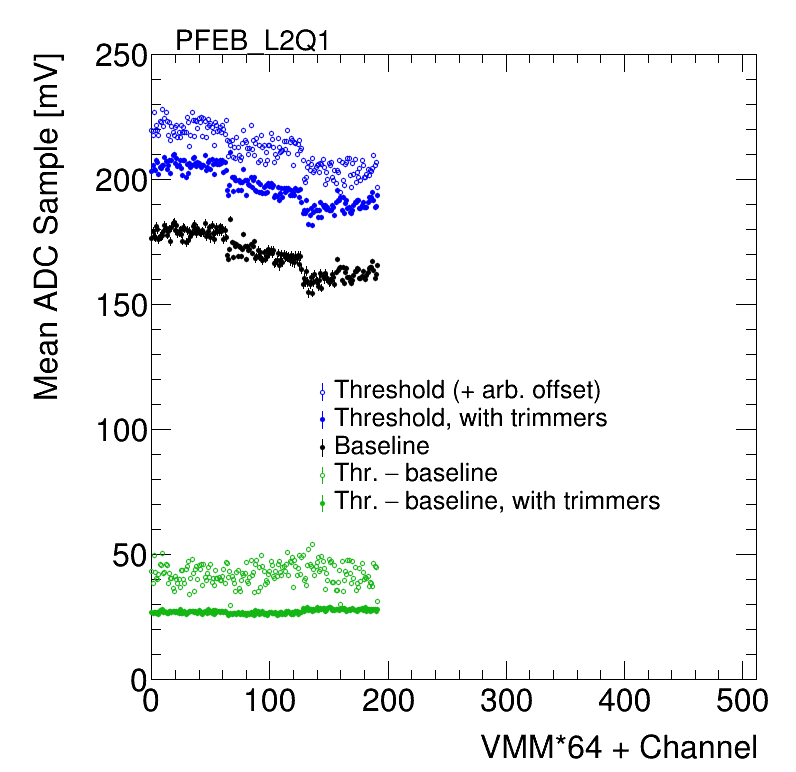 PFEB_L2Q1
Mean ADC Sample [mV]
250
200
150
100
50
0
Threshold (+ arb. offset)
Threshold, with trimmers
Baseline
Thr. – baseline
Thr. – baseline, with trimmers
0 100 200 300 400 500
VMM*64 + Channel